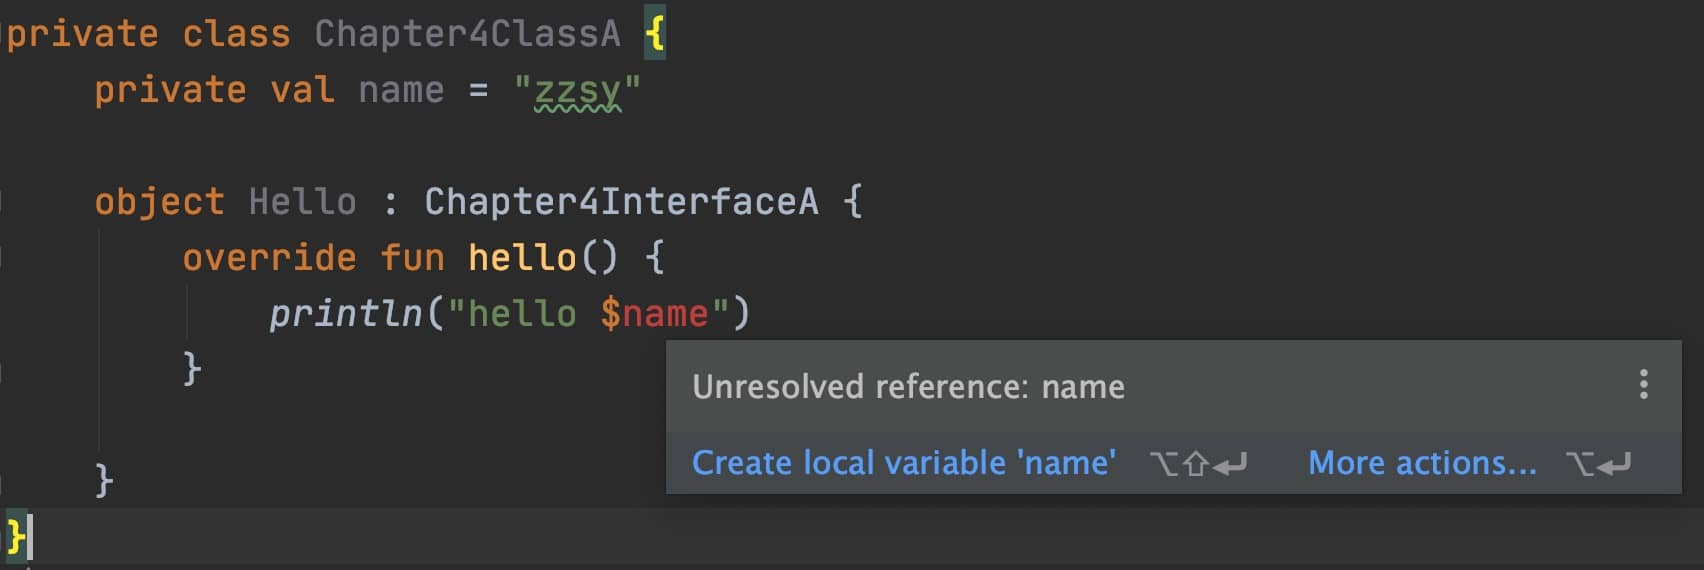 private class Chapter4ClassA {
private val name = "zzsy"
object Hello : Chapter4InterfaceA {
override fun hello() {
println("hello $name")
}
Unresolved reference: name
Create local variable 'name' ⌥⇧↩ More actions... ⌥↩
}
}